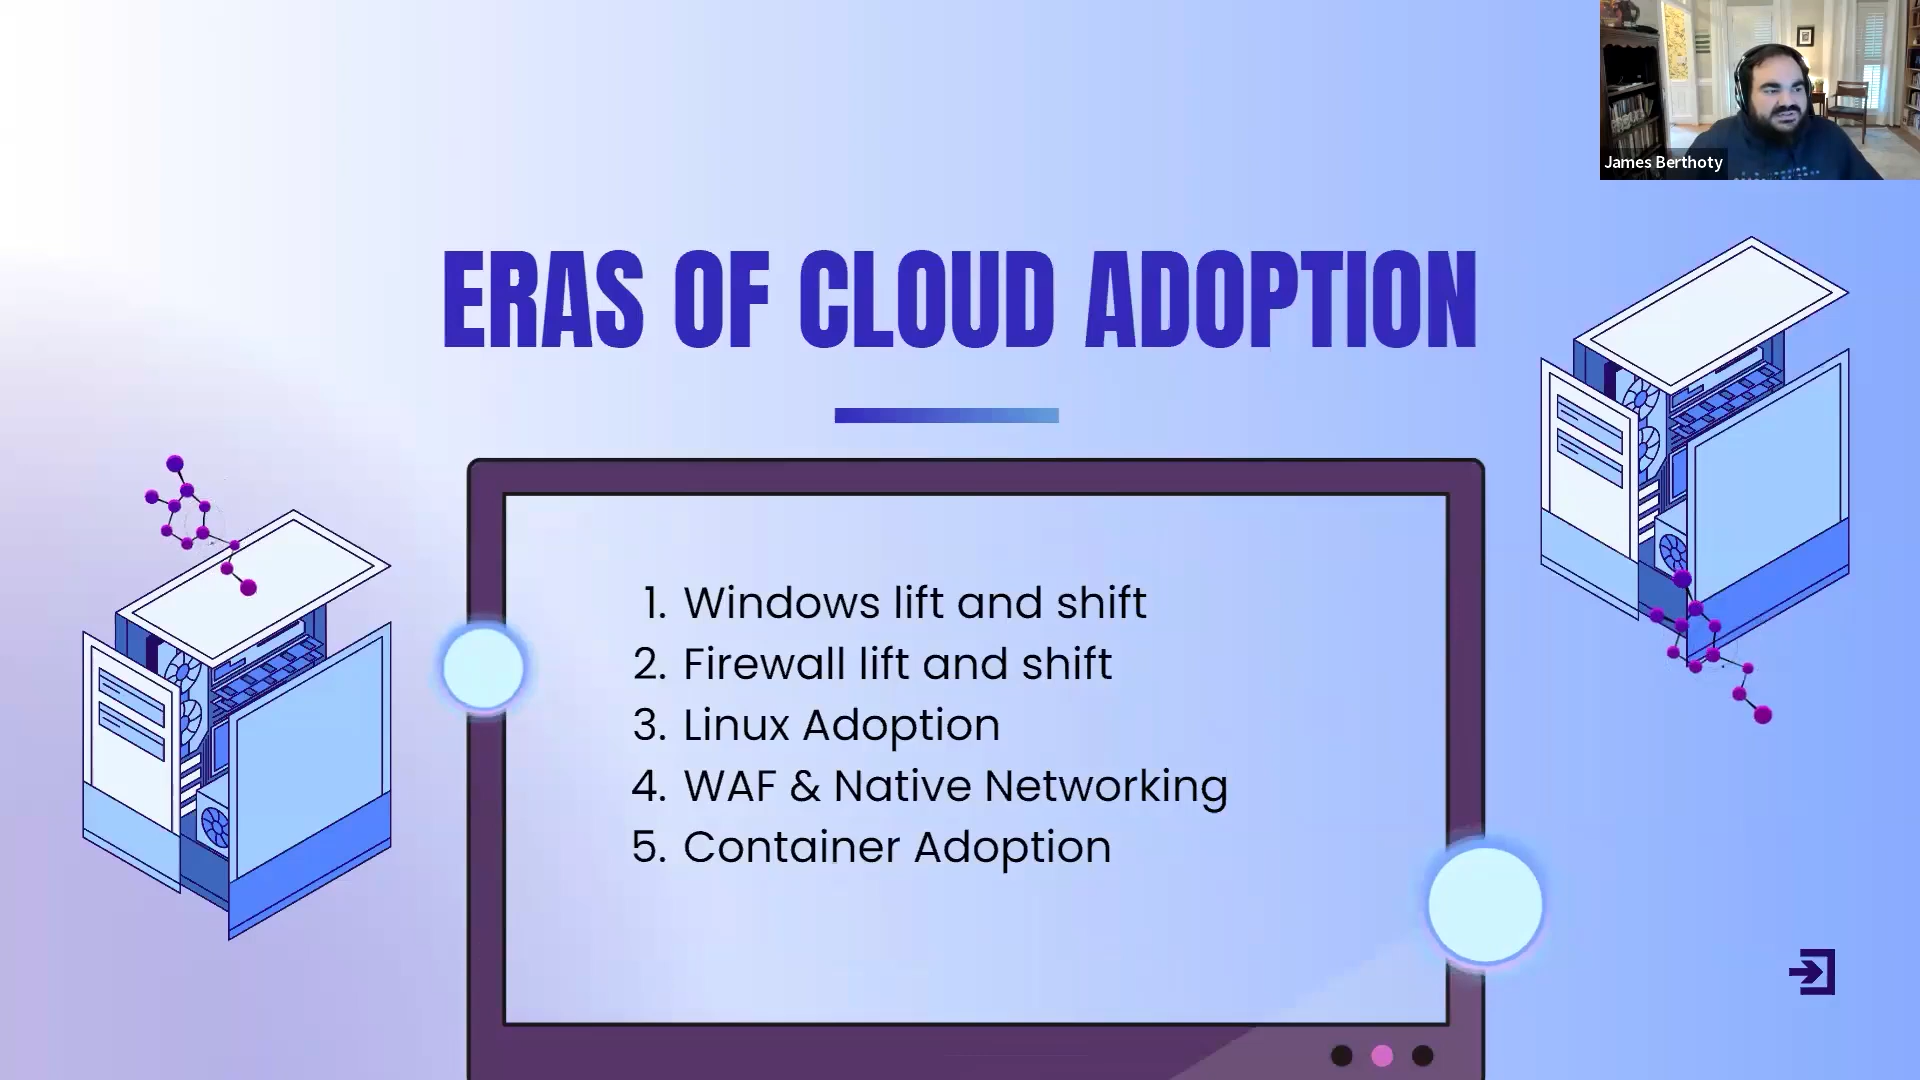 James Berthoty
ERAS OF CLOUD ADOPTION
1. Windows lift and shift
2. Firewall lift and shift
3. Linux Adoption
4. WAF & Native Networking
5. Container Adoption